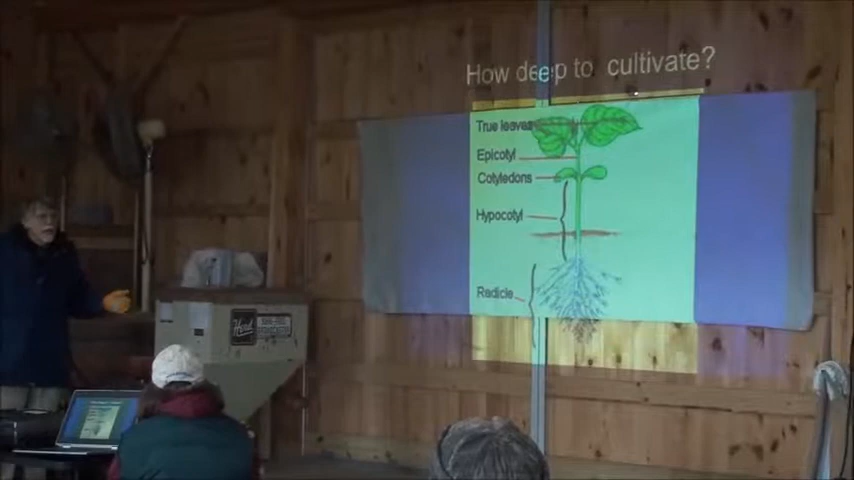 How deep to cultivate?
True leaves
Epicotyl
Cotyledons
Hypocotyl
Radicle